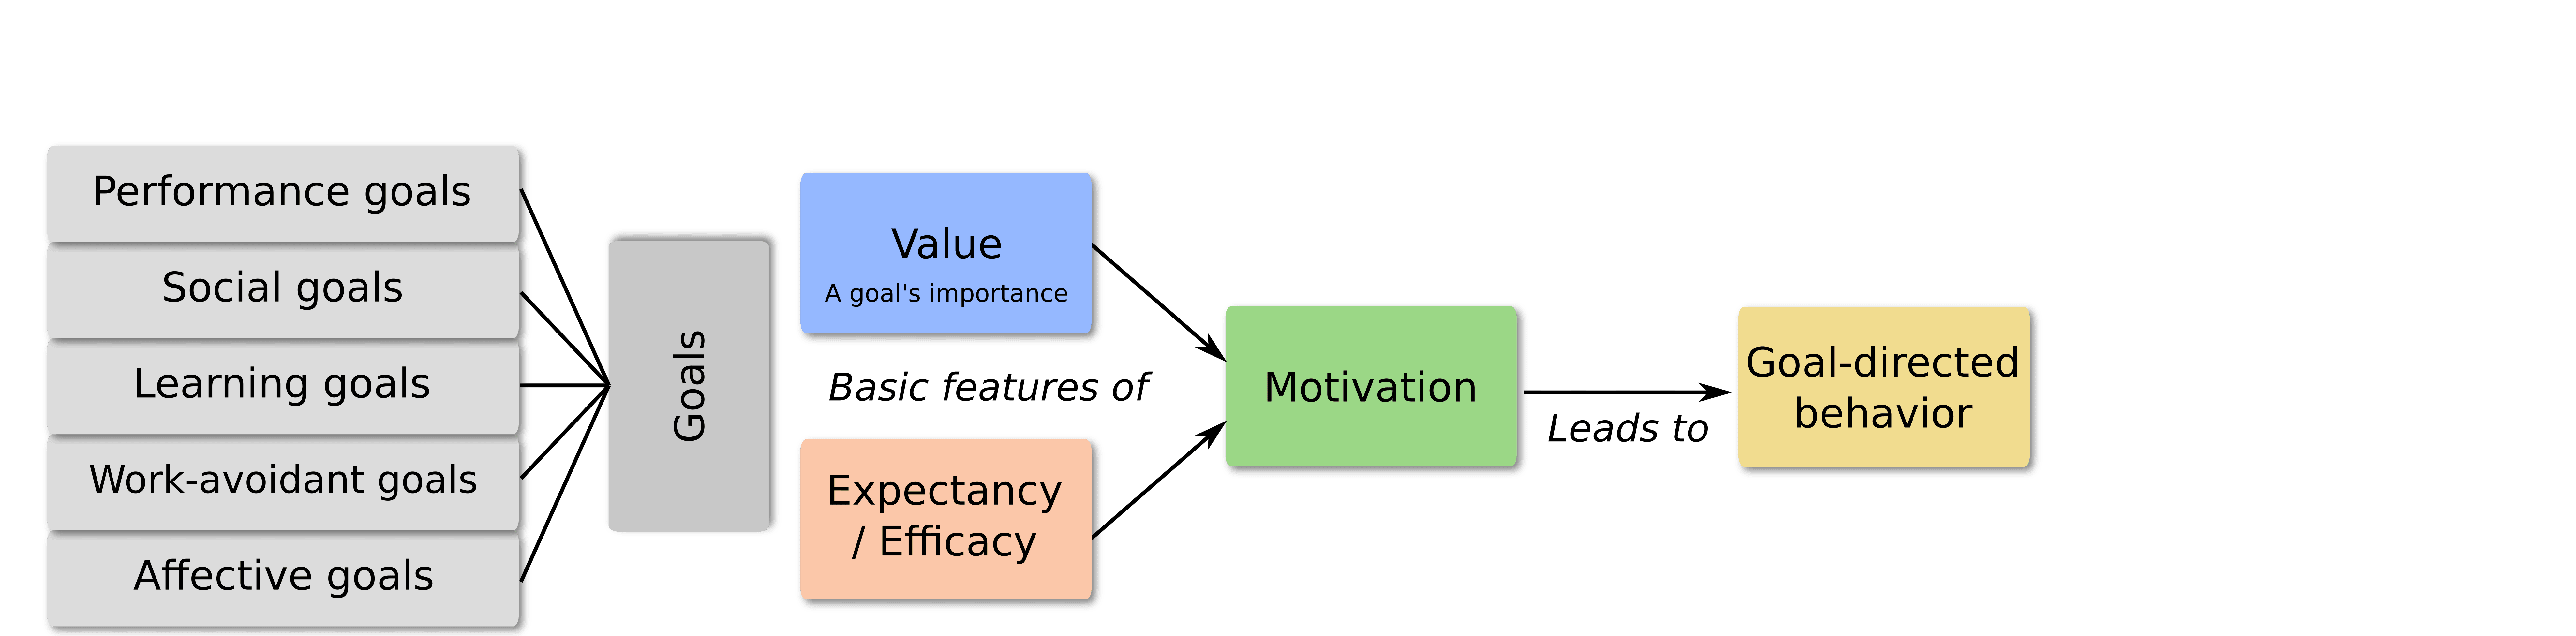 Performance goals
Social goals
Learning goals
Work-avoidant goals
Affective goals
Goals
Value
A goal's importance
Basic features of
Expectancy
/ Efficacy
Motivation
Leads to
Goal-directed
behavior